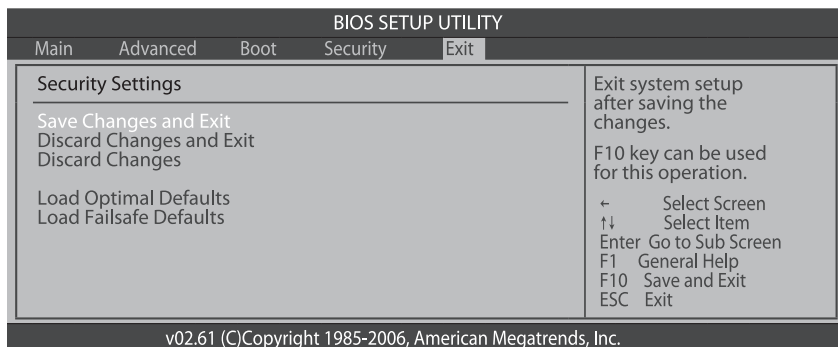 BIOS SETUP UTILITY
Main Advanced Boot Security Exit
Security Settings
Save Changes and Exit
Discard Changes and Exit
Discard Changes
Load Optimal Defaults
Load Failsafe Defaults
Exit system setup
after saving the
changes.
F10 key can be used
for this operation.
← Select Screen
↑↓ Select Item
Enter Go to Sub Screen
F1 General Help
F10 Save and Exit
ESC Exit
v02.61 (C)Copyright 1985-2006, American Megatrends, Inc.